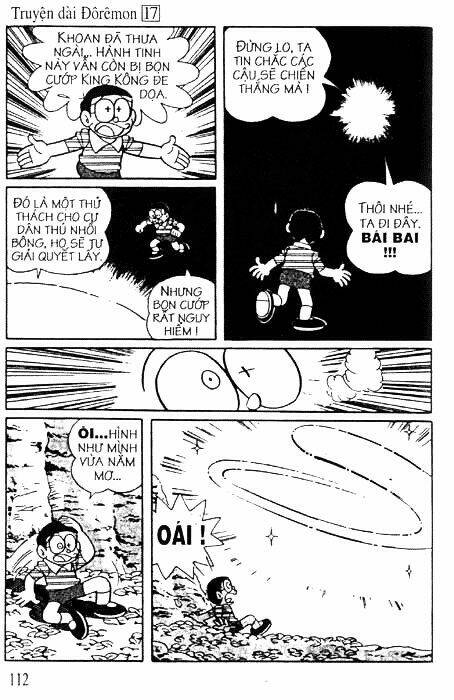 Truyện dài Đôrêmon 17
KHOAN ĐÃ THƯA
NGÀI... HÀNH TINH
NÀY VẪN CÒN BỊ BỌN
CƯỚP KING KÔNG ĐE
DỌA.
ĐỪNG LO, TA
TIN CHẮC CÁC
CẬU SẼ CHIẾN
THẮNG MÀ !
ĐÓ LÀ MỘT THỬ
THÁCH CHO CƯ
DÂN THÚ NHỒI
BÔNG, HỌ SẼ TỰ
GIẢI QUYẾT LẤY.
NHƯNG
BỌN CƯỚP
RẤT NGUY
HIỂM !
THÔI NHÉ...
TA ĐI ĐÂY.
BÁI BAI
!!!
ÔI...HÌNH
NHƯ MÌNH
VỪA NẰM
MƠ...
OÁI !
112